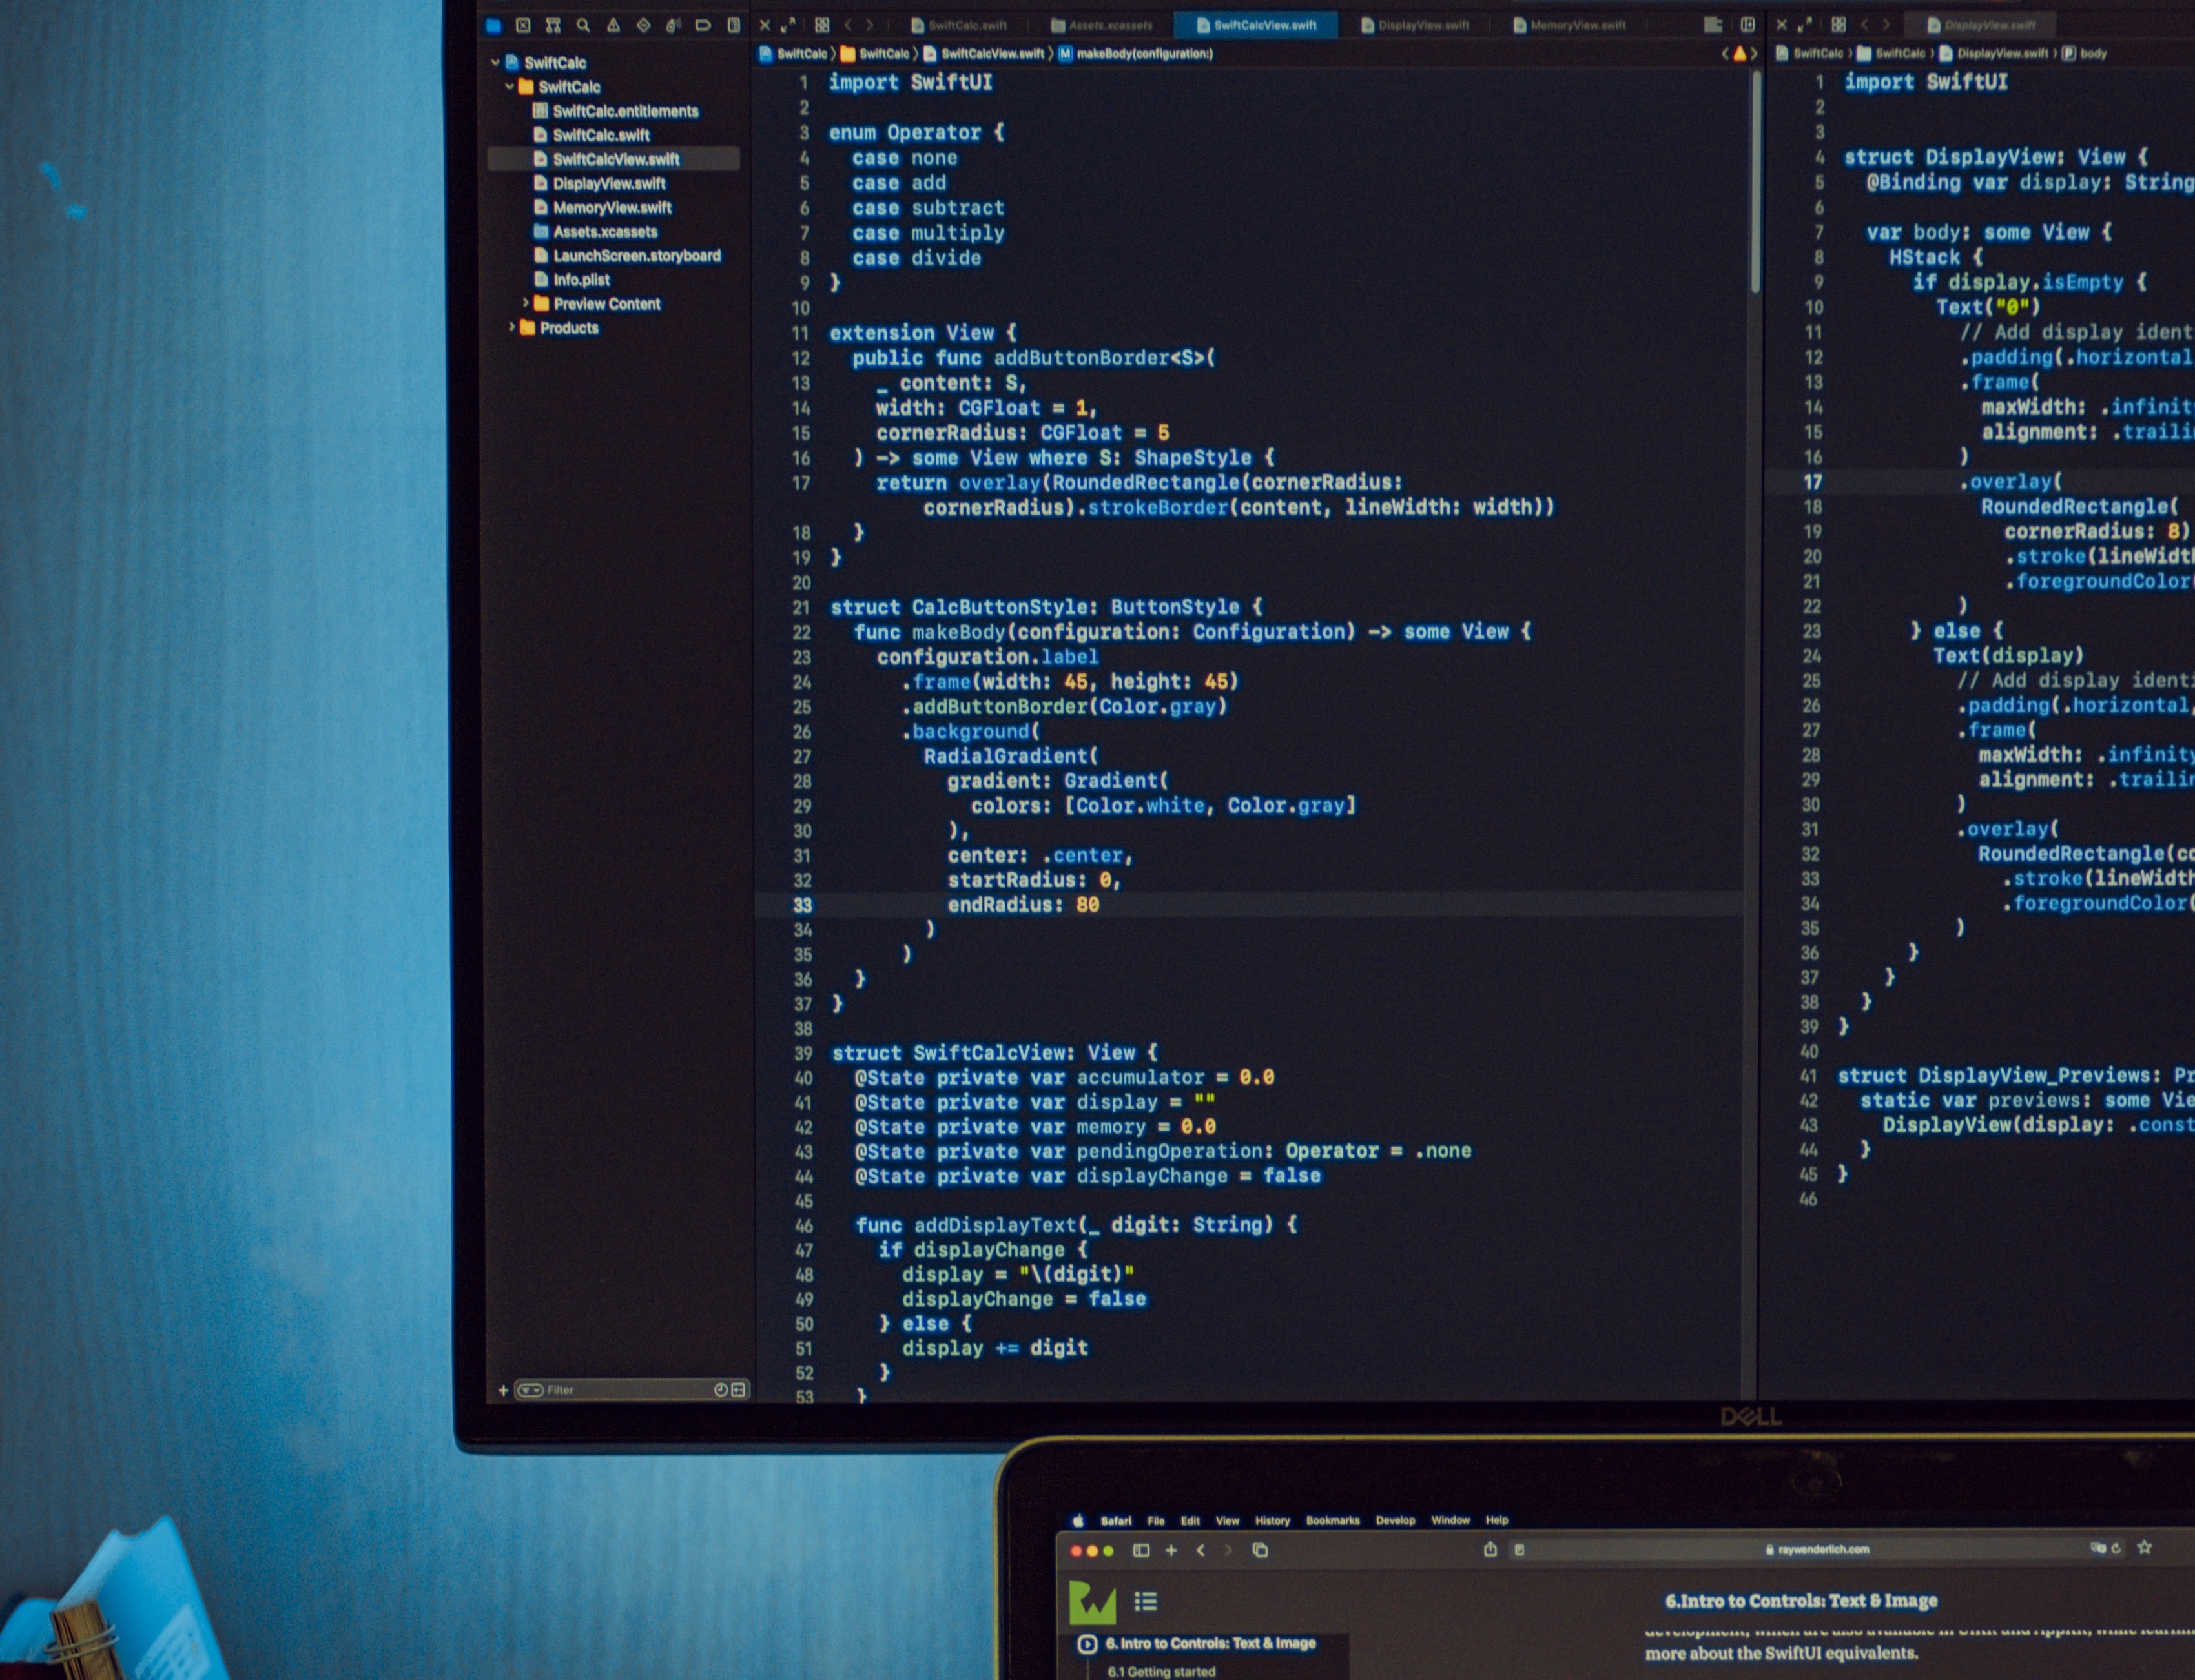 SwiftCalc
SwiftCalc
SwiftCalc.entitlements
SwiftCalc.swift
SwiftCalcView.swift
DisplayView.swift
MemoryView.swift
Assets.xcassets
LaunchScreen.storyboard
Info.plist
Preview Content
Products
Filter
SwiftCalc.swift Assets.xcassets SwiftCalcView.swift DisplayView.swift MemoryView.swift
SwiftCalc SwiftCalc SwiftCalcView.swift M makeBody(configuration:)
1 import SwiftUI
2
3 enum Operator {
4 case none
5 case add
6 case subtract
7 case multiply
8 case divide
9 }
10
11 extension View {
12 public func addButtonBorder<S>(
13 _ content: S,
14 width: CGFloat = 1,
15 cornerRadius: CGFloat = 5
16 ) -> some View where S: ShapeStyle {
17 return overlay(RoundedRectangle(cornerRadius:
cornerRadius).strokeBorder(content, lineWidth: width))
18 }
19 }
20
21 struct CalcButtonStyle: ButtonStyle {
22 func makeBody(configuration: Configuration) -> some View {
23 configuration.label
24 .frame(width: 45, height: 45)
25 .addButtonBorder(Color.gray)
26 .background(
27 RadialGradient(
28 gradient: Gradient(
29 colors: [Color.white, Color.gray]
30 ),
31 center: .center,
32 startRadius: 0,
33 endRadius: 80
34 )
35 )
36 }
37 }
38
39 struct SwiftCalcView: View {
40 @State private var accumulator = 0.0
41 @State private var display = ""
42 @State private var memory = 0.0
43 @State private var pendingOperation: Operator = .none
44 @State private var displayChange = false
45
46 func addDisplayText(_ digit: String) {
47 if displayChange {
48 display = "\(digit)"
49 displayChange = false
50 } else {
51 display += digit
52 }
53 }
DisplayView.swift
SwiftCalc SwiftCalc DisplayView.swift P body
1 import SwiftUI
2
3
4 struct DisplayView: View {
5 @Binding var display: String
6
7 var body: some View {
8 HStack {
9 if display.isEmpty {
10 Text("0")
11 // Add display ident
12 .padding(.horizontal
13 .frame(
14 maxWidth: .infinit
15 alignment: .traili
16 )
17 .overlay(
18 RoundedRectangle(
19 cornerRadius: 8)
20 .stroke(lineWidt
21 .foregroundColor
22 )
23 } else {
24 Text(display)
25 // Add display ident
26 .padding(.horizontal,
27 .frame(
28 maxWidth: .infinity
29 alignment: .trailin
30 )
31 .overlay(
32 RoundedRectangle(co
33 .stroke(lineWidth
34 .foregroundColor(
35 )
36 }
37 }
38 }
39 }
40
41 struct DisplayView_Previews: Pr
42 static var previews: some Vie
43 DisplayView(display: .const
44 }
45 }
46
DELL
Safari File Edit View History Bookmarks Develop Window Help
raywenderlich.com
6.Intro to Controls: Text & Image
6. Intro to Controls: Text & Image
6.1 Getting started
more about the SwiftUI equivalents.